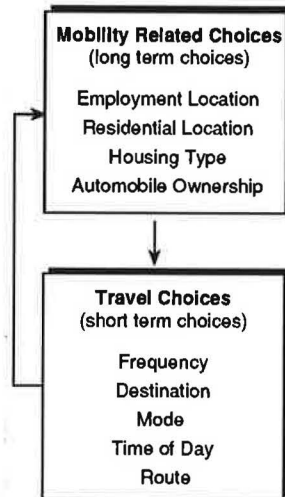 Mobility Related Choices
(long term choices)
Employment Location
Residential Location
Housing Type
Automobile Ownership
Travel Choices
(short term choices)
Frequency
Destination
Mode
Time of Day
Route